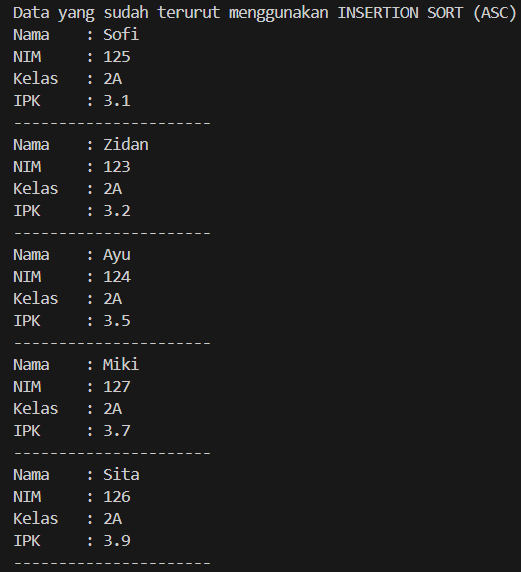 Data yang sudah terurut menggunakan INSERTION SORT (ASC)
Nama    : Sofi
NIM     : 125
Kelas   : 2A
IPK     : 3.1
----------------------
Nama    : Zidan
NIM     : 123
Kelas   : 2A
IPK     : 3.2
----------------------
Nama    : Ayu
NIM     : 124
Kelas   : 2A
IPK     : 3.5
----------------------
Nama    : Miki
NIM     : 127
Kelas   : 2A
IPK     : 3.7
----------------------
Nama    : Sita
NIM     : 126
Kelas   : 2A
IPK     : 3.9
----------------------